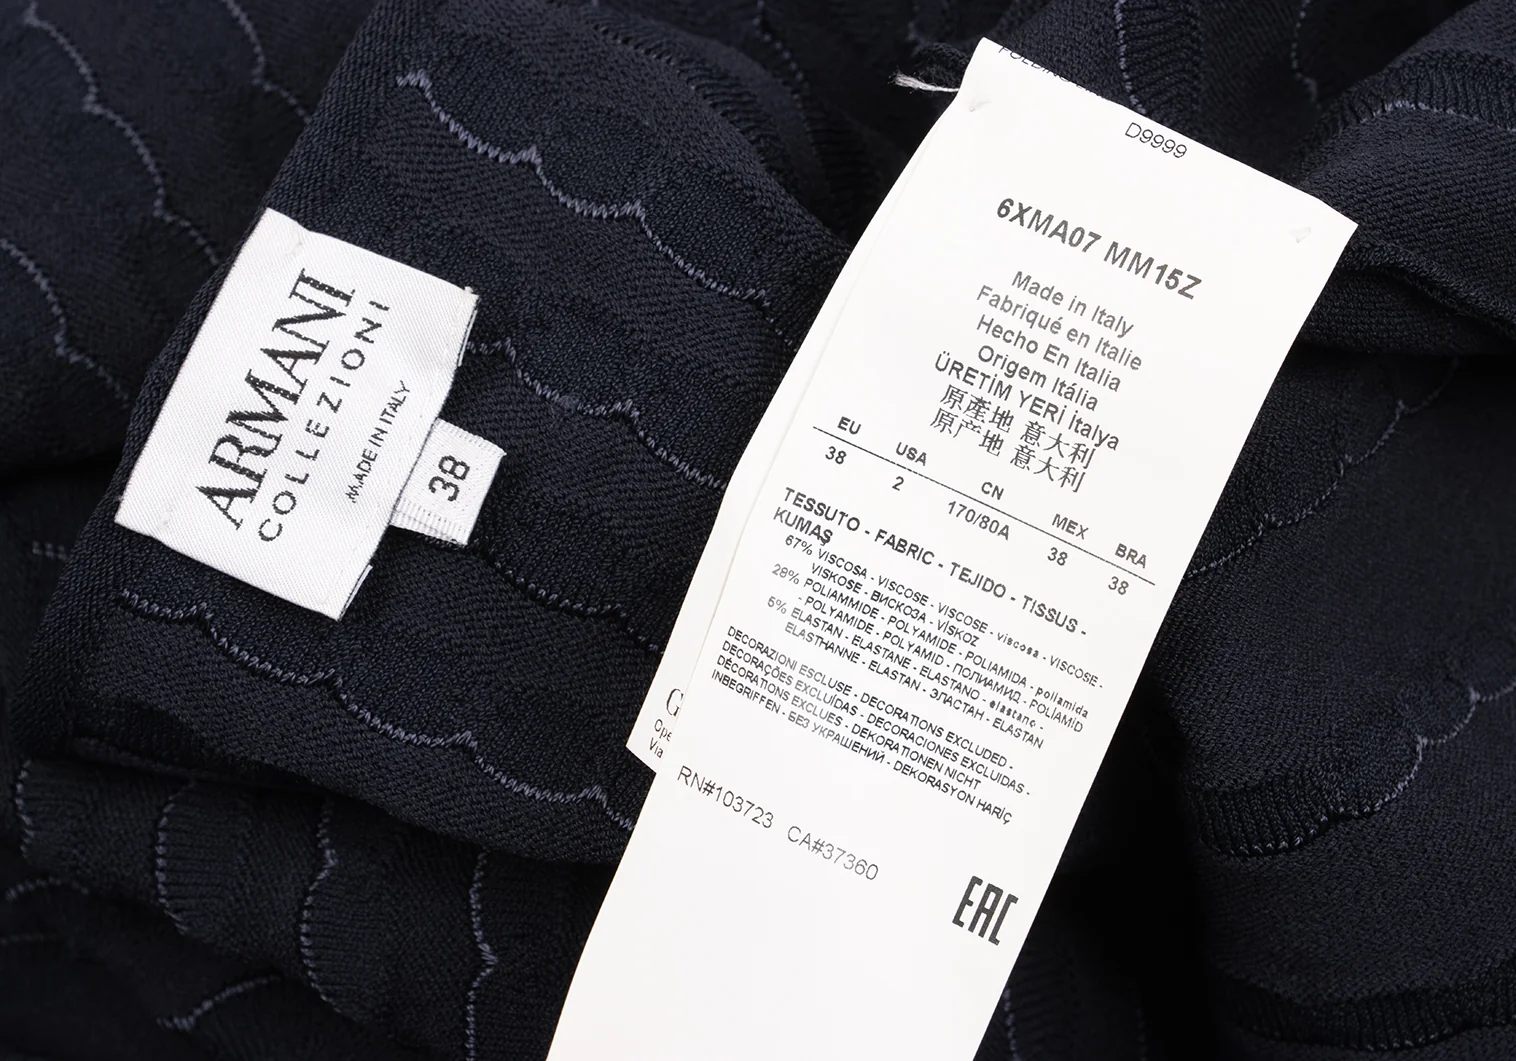 ARMANI
COLLEZIONI
MADE IN ITALY
38
D9999
6XMA07 MM15Z
Made in Italy
Fabriqué en Italie
Hecho En Italia
Origem Itália
ÜRETİM YERİ İtalya
原產地 意大利
原产地 意大利
EU USA CN MEX BRA
38 2 170/80A 38 38
TESSUTO - FABRIC - TEJIDO - TISSUS -
KUMAŞ
67% VISCOSA - VISCOSE - VISCOSE - viscosa - VISCOSE -
VISKOSE - ВИСКОЗА - VİSKOZ
28% POLIAMMIDE - POLYAMIDE - POLIAMIDA - poliamida
- POLYAMIDE - POLYAMID - ПОЛИАМИД - POLİAMİD
5% ELASTAN - ELASTANE - ELASTANO - elastano -
ELASTHANNE - ELASTAN - ЭЛАСТАН - ELASTAN
DECORAZIONI ESCLUSE - DECORATIONS EXCLUDED -
DECORAÇÕES EXCLUÍDAS - DECORACIONES EXCLUIDAS -
DÉCORATIONS EXCLUES - DEKORATIONEN NICHT
INBEGRIFFEN - БЕЗ УКРАШЕНИЙ - DEKORASYON HARİÇ
Via
RN#103723 CA#37360
EAC